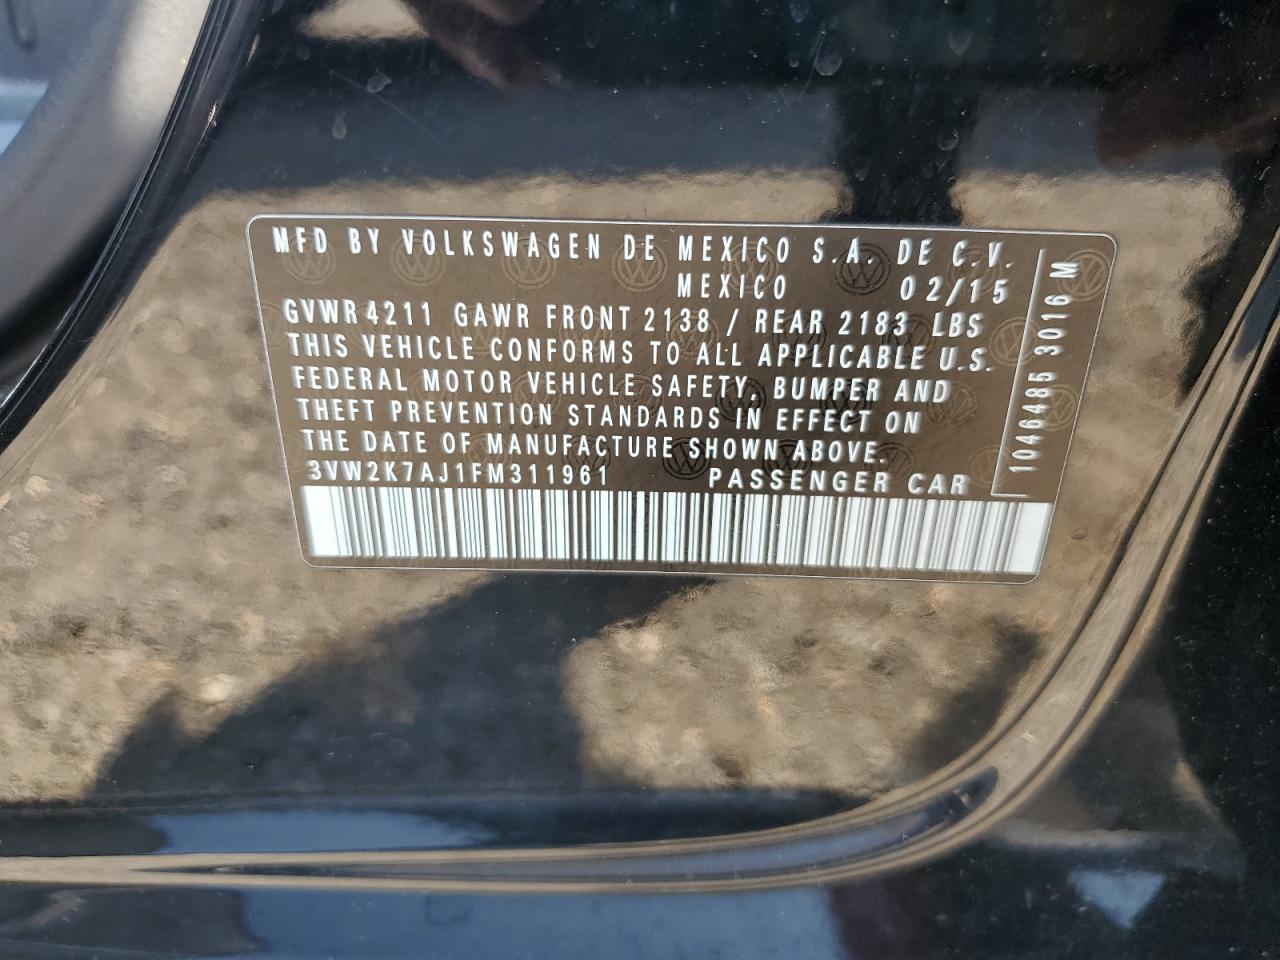 MFD BY VOLKSWAGEN DE MEXICO S.A. DE C.V.
MEXICO 02/15
GVWR 4211 GAWR FRONT 2138 / REAR 2183 LBS
THIS VEHICLE CONFORMS TO ALL APPLICABLE U.S.
FEDERAL MOTOR VEHICLE SAFETY, BUMPER AND
THEFT PREVENTION STANDARDS IN EFFECT ON
THE DATE OF MANUFACTURE SHOWN ABOVE.
3VW2K7AJ1FM311961 PASSENGER CAR
1046485 3016 M